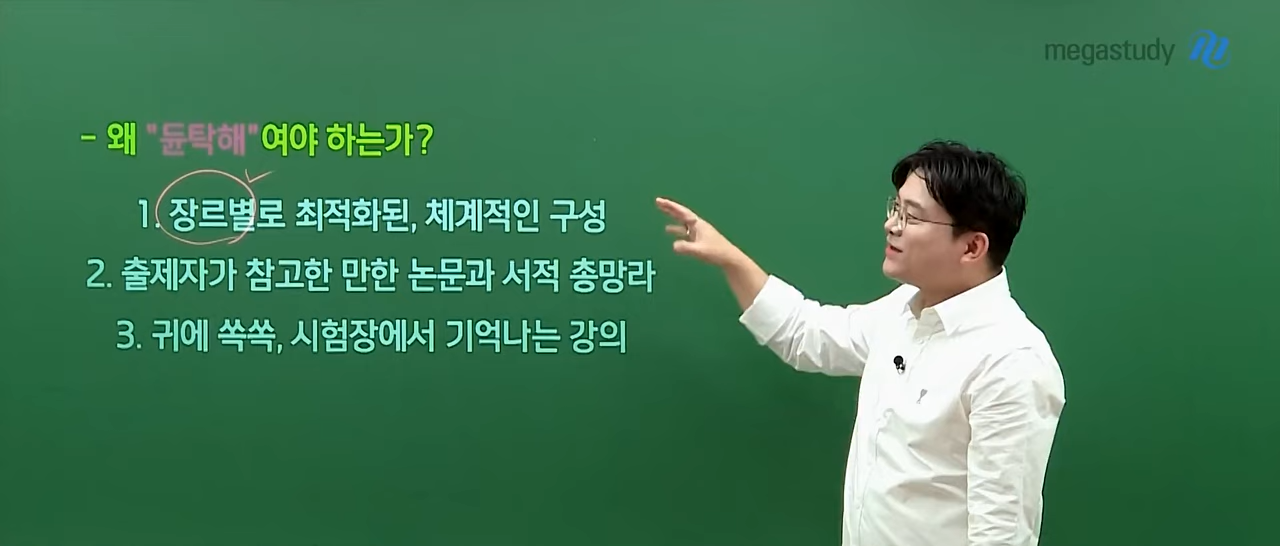 megastudy
- 왜 "듄탁해"여야 하는가?
1. 장르별로 최적화된, 체계적인 구성
2. 출제자가 참고한 만한 논문과 서적 총망라
3. 귀에 쏙쏙, 시험장에서 기억나는 강의